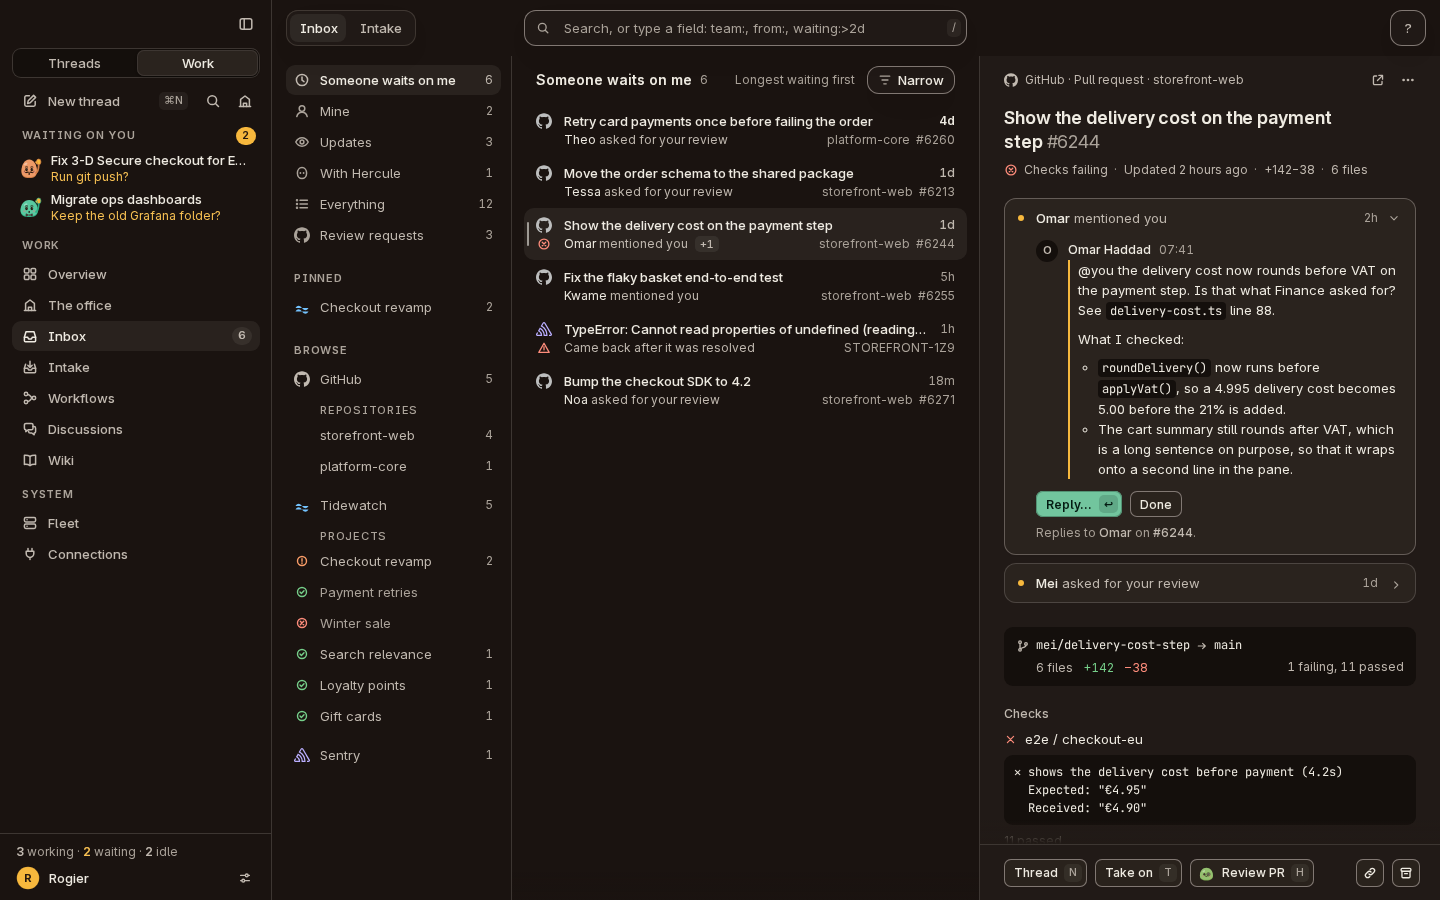 Threads
Work
New thread ⌘N
WAITING ON YOU 2
Fix 3-D Secure checkout for E…
Run git push?
Migrate ops dashboards
Keep the old Grafana folder?
WORK
Overview
The office
Inbox 6
Intake
Workflows
Discussions
Wiki
SYSTEM
Fleet
Connections
3 working · 2 waiting · 2 idle
R Rogier
Inbox Intake
Someone waits on me 6
Mine 2
Updates 3
With Hercule 1
Everything 12
Review requests 3
PINNED
Checkout revamp 2
BROWSE
GitHub 5
REPOSITORIES
storefront-web 4
platform-core 1
Tidewatch 5
PROJECTS
Checkout revamp 2
Payment retries
Winter sale
Search relevance 1
Loyalty points 1
Gift cards 1
Sentry 1
Search, or type a field: team:, from:, waiting:>2d /
?
Someone waits on me 6 Longest waiting first Narrow
Retry card payments once before failing the order 4d
Theo asked for your review platform-core #6260
Move the order schema to the shared package 1d
Tessa asked for your review storefront-web #6213
Show the delivery cost on the payment step 1d
Omar mentioned you +1 storefront-web #6244
Fix the flaky basket end-to-end test 5h
Kwame mentioned you storefront-web #6255
TypeError: Cannot read properties of undefined (reading… 1h
Came back after it was resolved STOREFRONT-1Z9
Bump the checkout SDK to 4.2 18m
Noa asked for your review storefront-web #6271
GitHub · Pull request · storefront-web
Show the delivery cost on the payment
step #6244
Checks failing · Updated 2 hours ago · +142−38 · 6 files
Omar mentioned you 2h
O Omar Haddad 07:41
@you the delivery cost now rounds before VAT on
the payment step. Is that what Finance asked for?
See delivery-cost.ts line 88.
What I checked:
roundDelivery() now runs before
applyVat(), so a 4.995 delivery cost becomes
5.00 before the 21% is added.
The cart summary still rounds after VAT, which
is a long sentence on purpose, so that it wraps
onto a second line in the pane.
Reply… ↩ Done
Replies to Omar on #6244.
Mei asked for your review 1d
mei/delivery-cost-step → main
6 files +142 −38 1 failing, 11 passed
Checks
× e2e / checkout-eu
× shows the delivery cost before payment (4.2s)
Expected: "€4.95"
Received: "€4.90"
11 passed
Thread N Take on T Review PR H